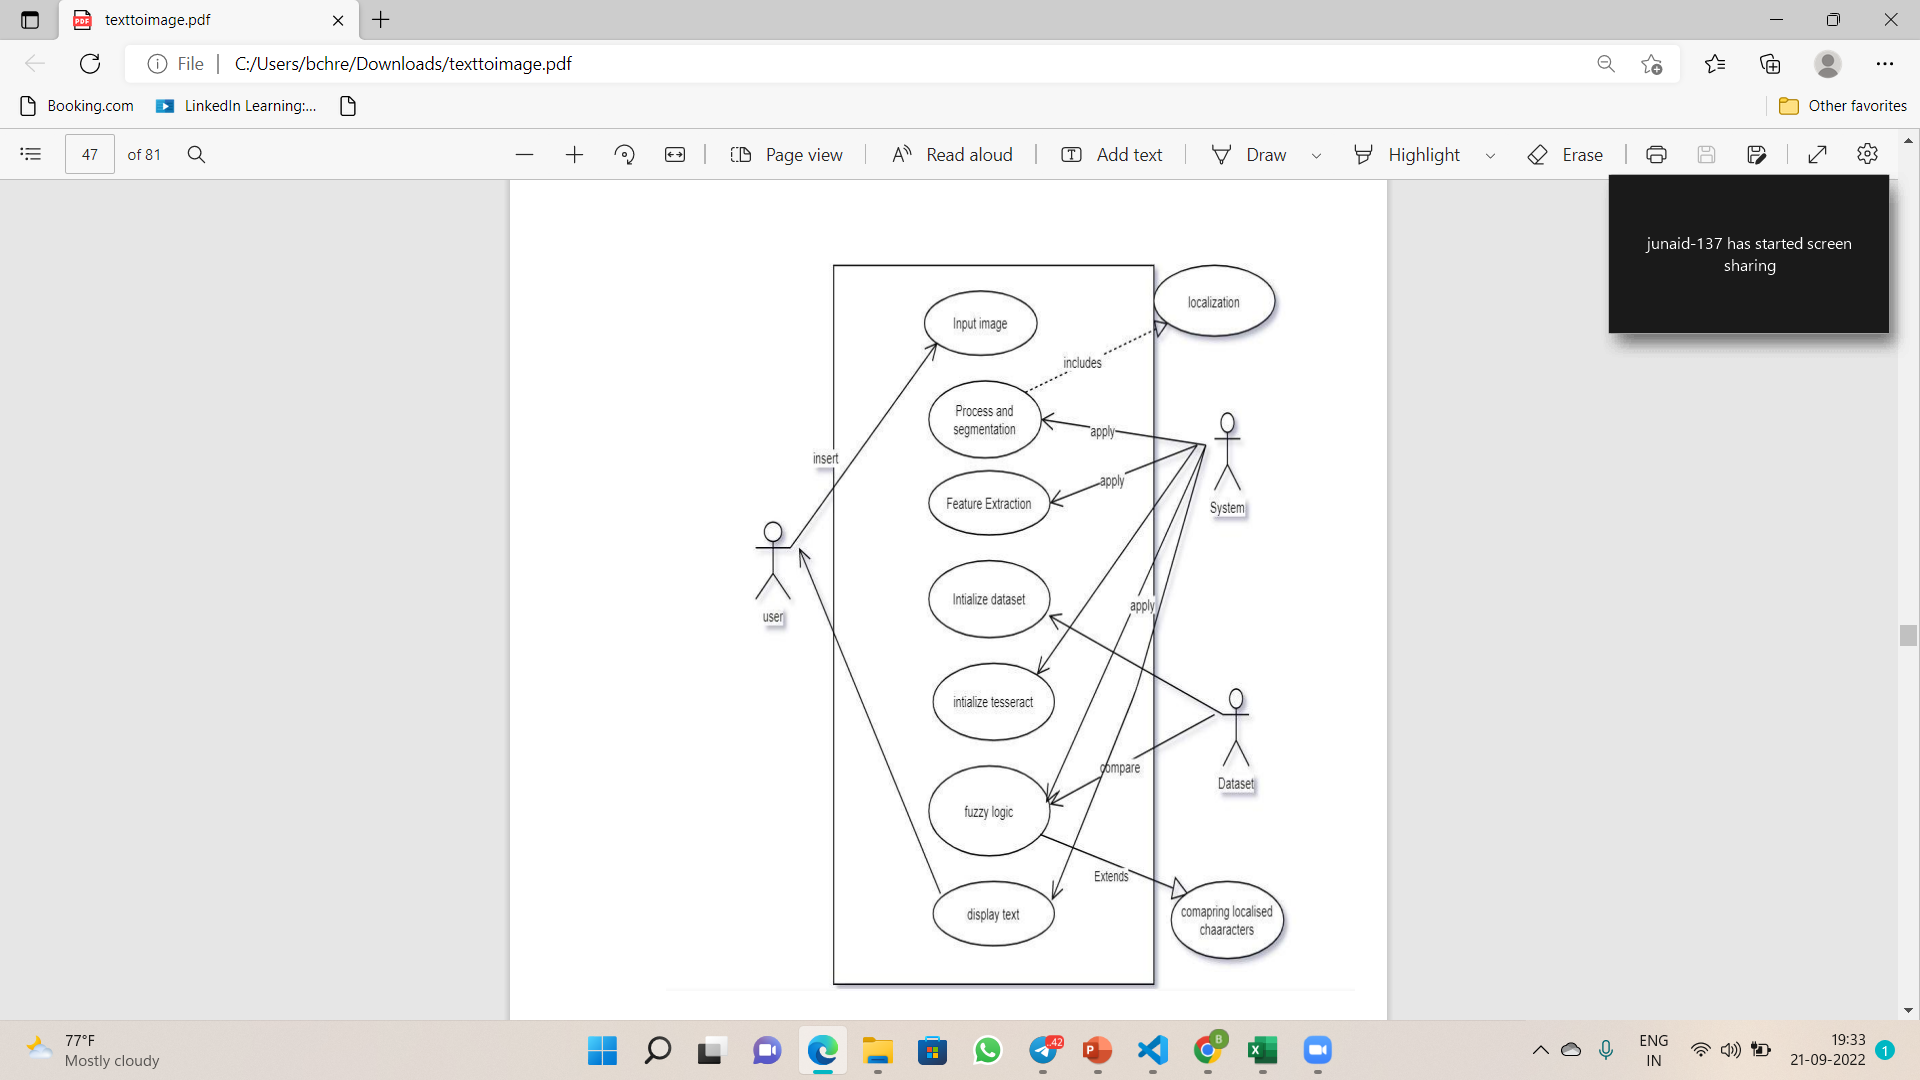 texttoimage.pdf
File
C:/Users/bchre/Downloads/texttoimage.pdf
Booking.com
LinkedIn Learning:...
Other favorites
47 of 81
Page view
Read aloud
Add text
Draw
Highlight
Erase
junaid-137 has started screen
sharing
localization
Input image
includes
Process and
segmentation
apply
insert
apply
Feature Extraction
System
Intialize dataset
apply
user
intialize tesseract
compare
Dataset
fuzzy logic
Extends
display text
comapring localised
chaaracters
77°F
Mostly cloudy
.42
B
ENG
IN
19:33
21-09-2022
1